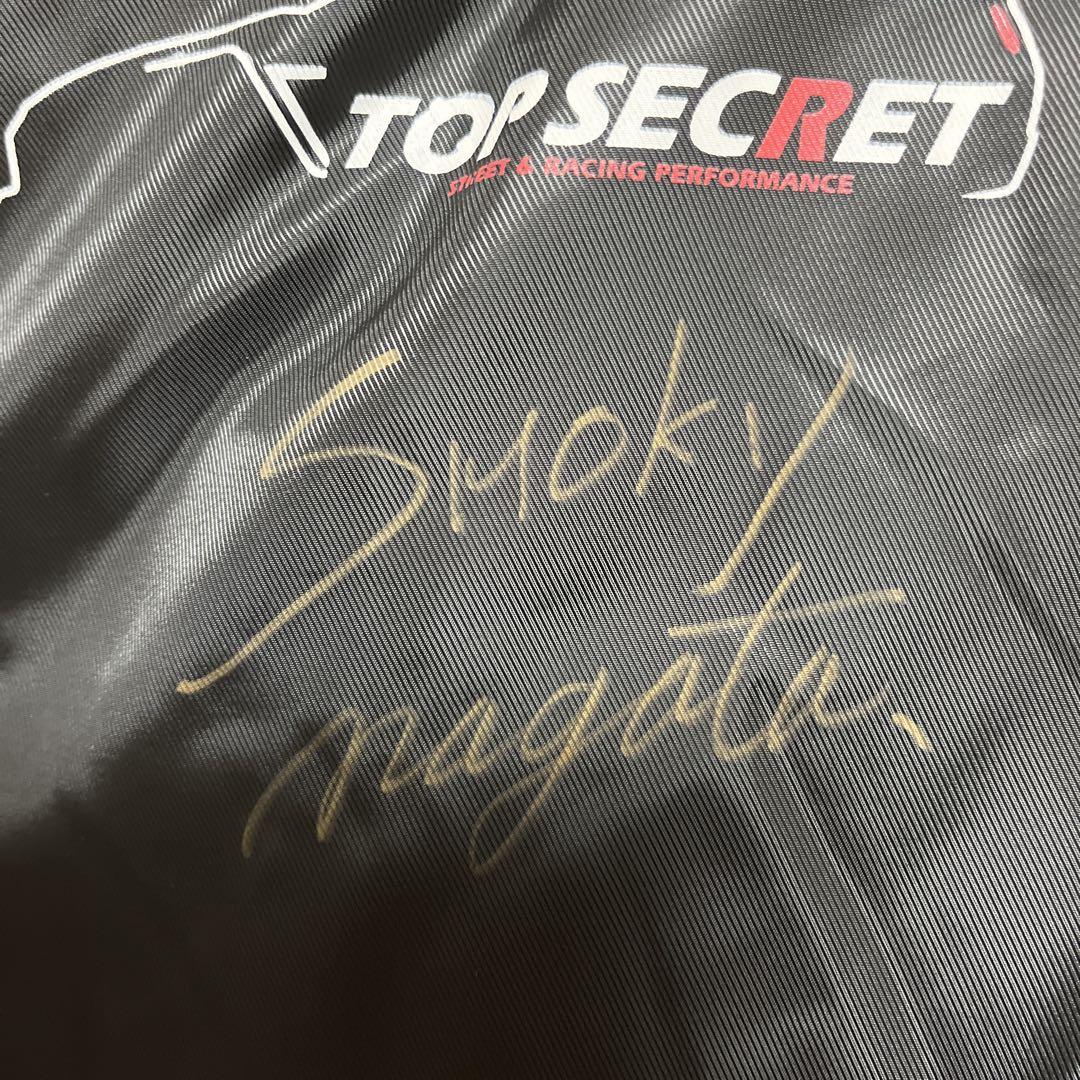 TOP SECRET
STREET & RACING PERFORMANCE
Smoky
nagata.